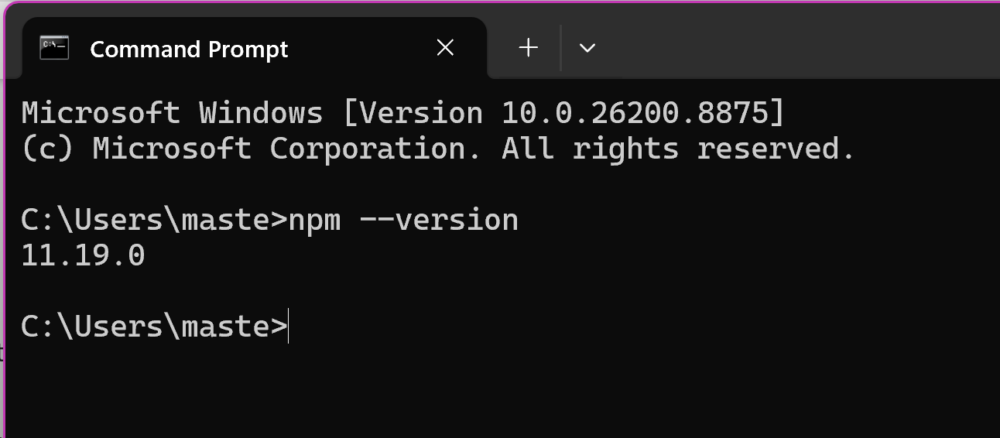 Command Prompt
Microsoft Windows [Version 10.0.26200.8875]
(c) Microsoft Corporation. All rights reserved.
C:\Users\maste>npm --version
11.19.0
C:\Users\maste>